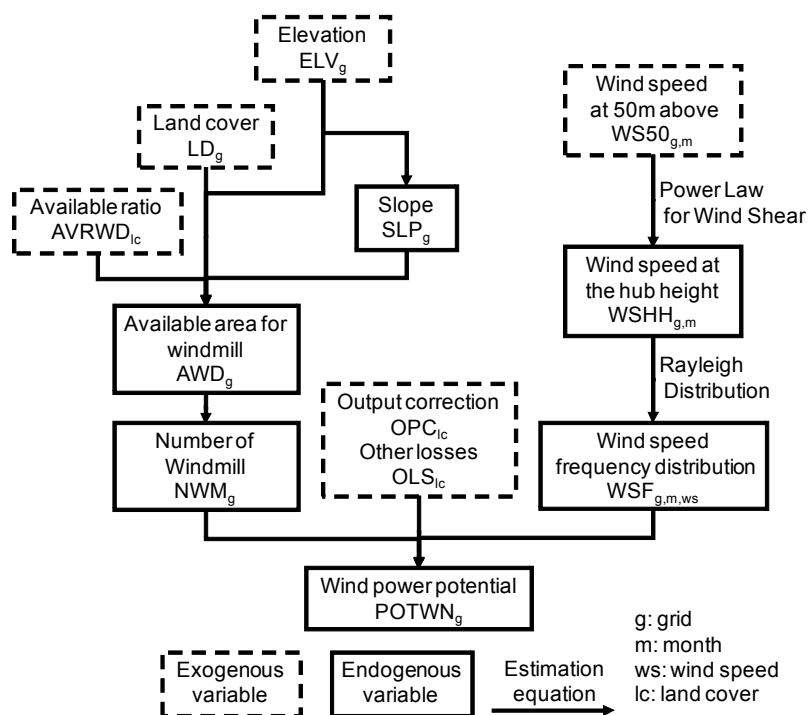 Elevation
ELVg
Land cover
LDg
Available ratio
AVRWDlc
Slope
SLPg
Wind speed
at 50m above
WS50g,m
Power Law
for Wind Shear
Wind speed at
the hub height
WSHHg,m
Rayleigh
Distribution
Available area for
windmill
AWDg
Number of
Windmill
NWMg
Output correction
OPClc
Other losses
OLSlc
Wind speed
frequency distribution
WSFg,m,ws
Wind power potential
POTWNg
Exogenous
variable
Endogenous
variable
Estimation
equation
g: grid
m: month
ws: wind speed
lc: land cover